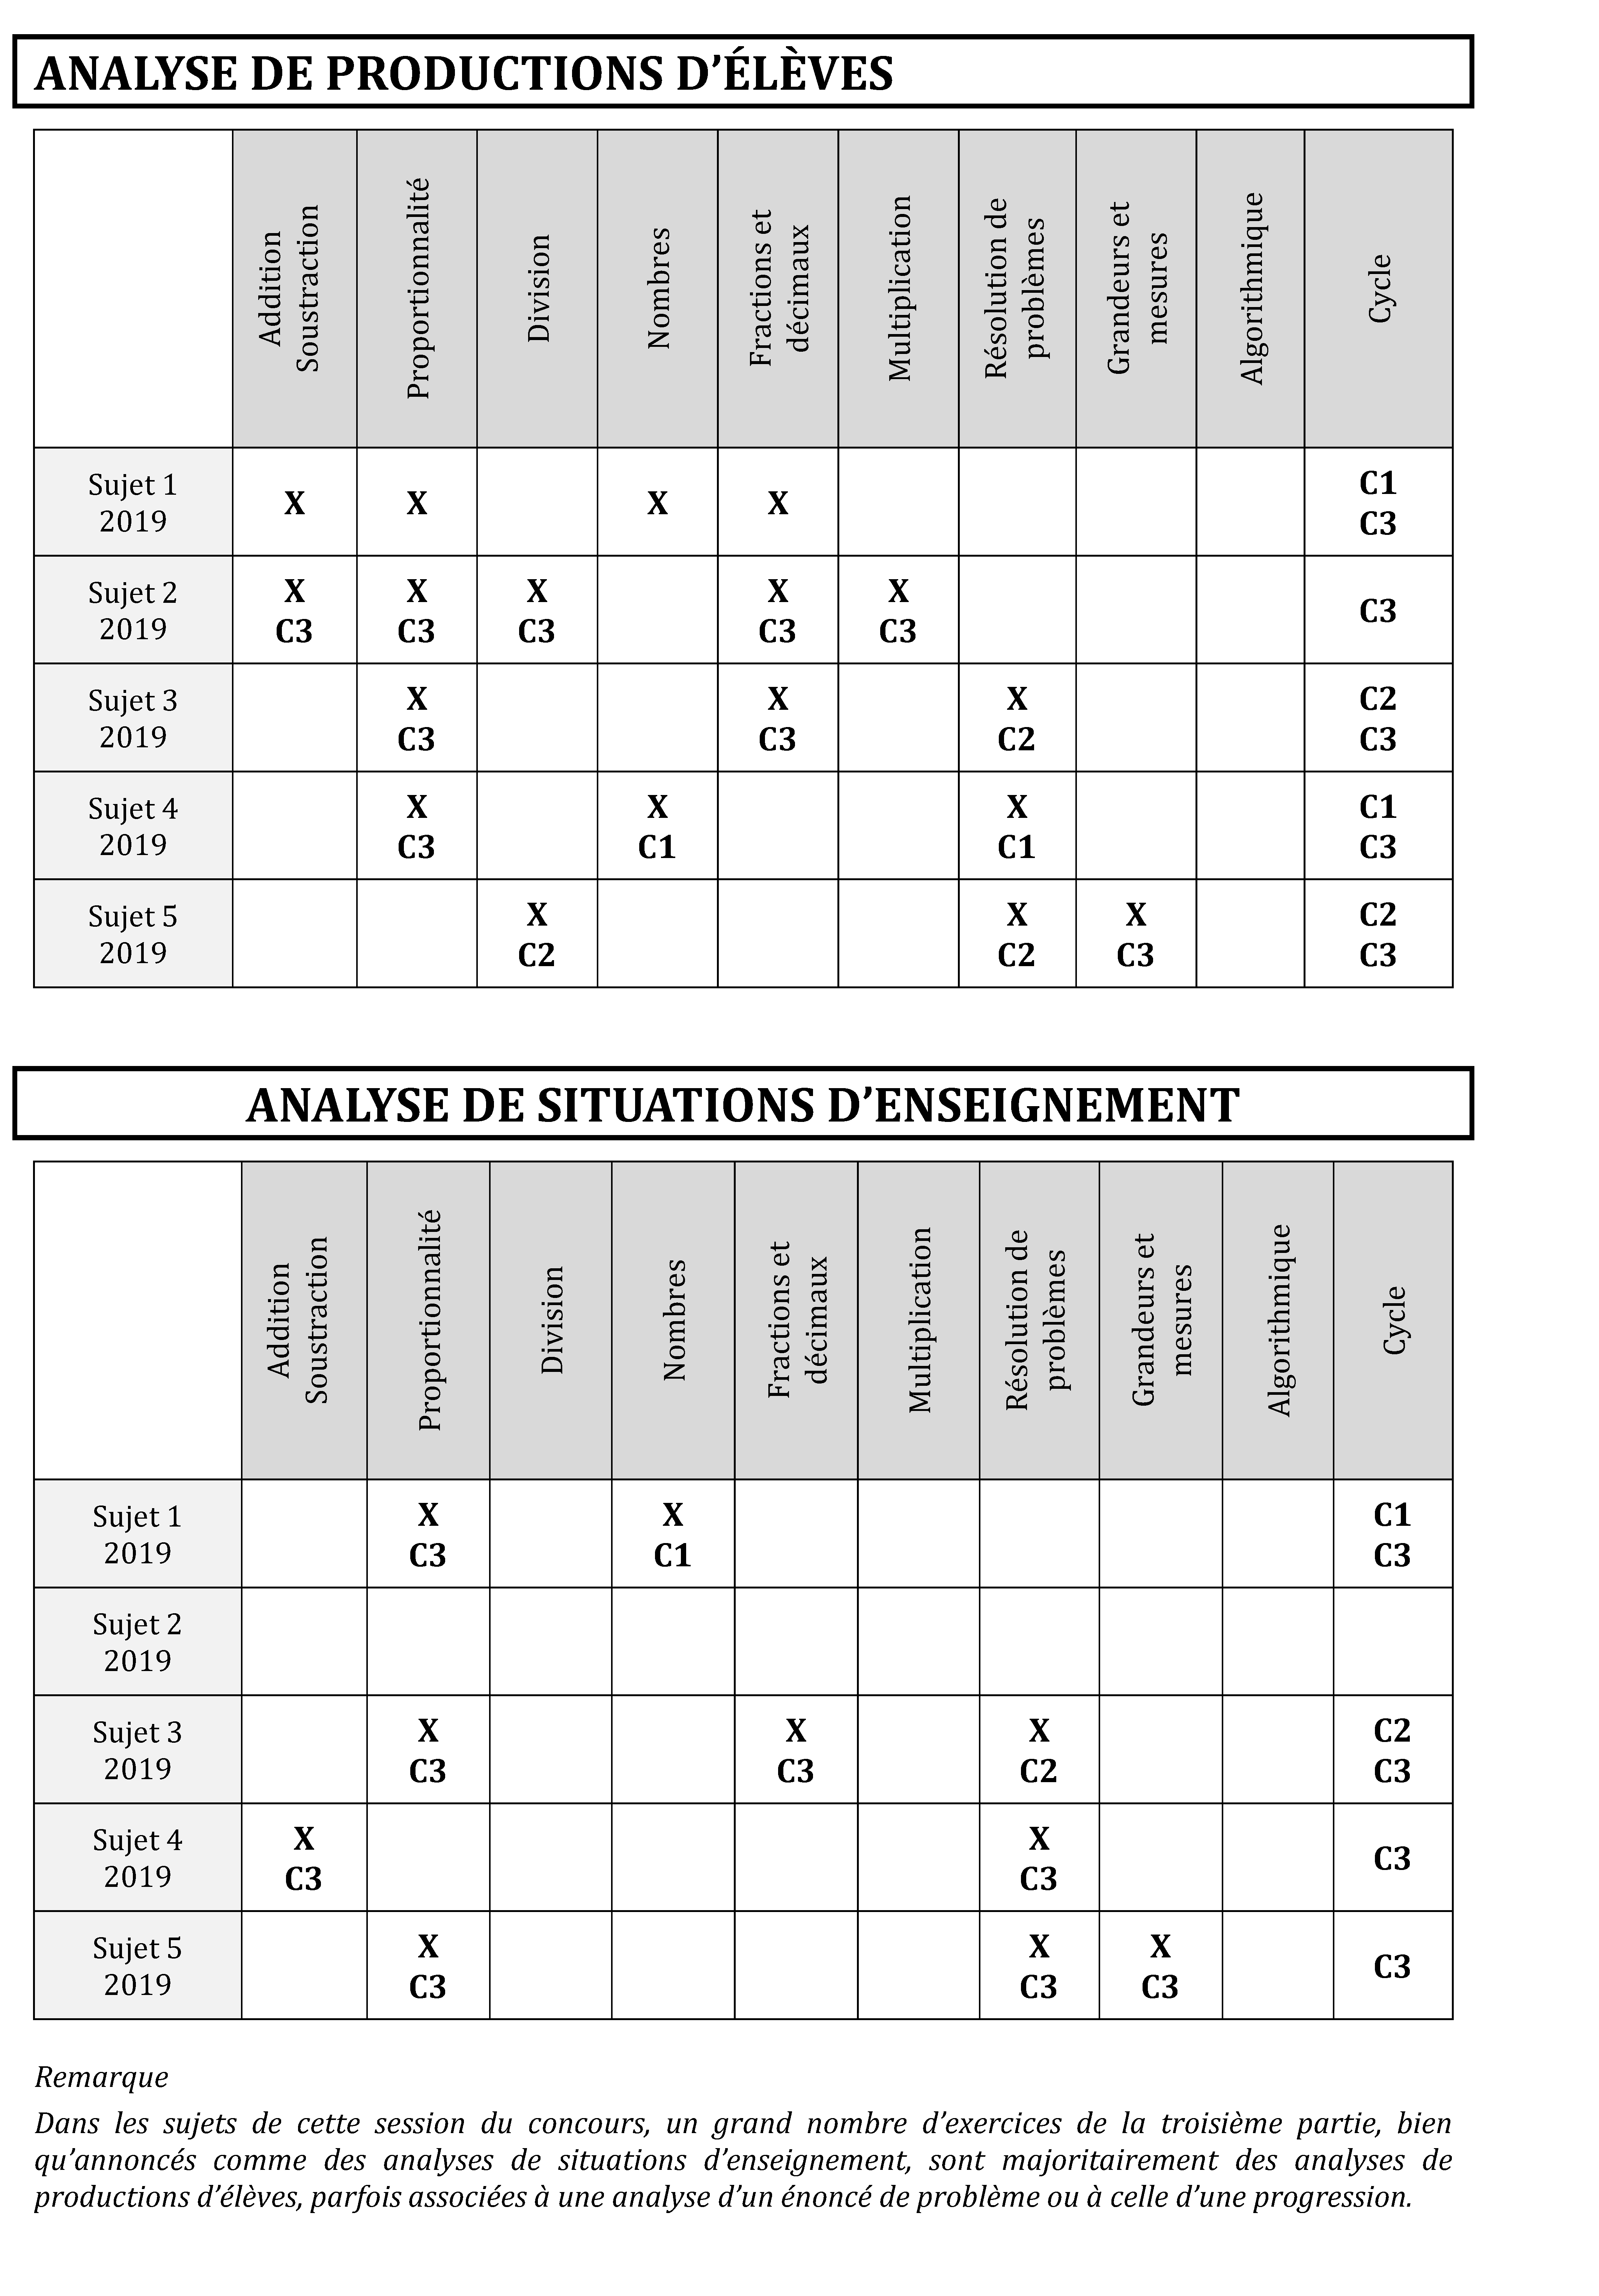 ANALYSE DE PRODUCTIONS D’ÉLÈVES
Addition
Soustraction
Proportionnalité
Division
Nombres
Fractions et
décimaux
Multiplication
Résolution de
problèmes
Grandeurs et
mesures
Algorithmique
Cycle
Sujet 1
2019
X X X X
C1
C3
Sujet 2
2019
X X X X X
C3 C3 C3 C3 C3
C3
Sujet 3
2019
X X X
C3 C3 C2
C2
C3
Sujet 4
2019
X X X
C3 C1 C1
C1
C3
Sujet 5
2019
X X X
C2 C2 C3
C2
C3
ANALYSE DE SITUATIONS D’ENSEIGNEMENT
Addition
Soustraction
Proportionnalité
Division
Nombres
Fractions et
décimaux
Multiplication
Résolution de
problèmes
Grandeurs et
mesures
Algorithmique
Cycle
Sujet 1
2019
X X
C3 C1
C1
C3
Sujet 2
2019
Sujet 3
2019
X X X
C3 C3 C2
C2
C3
Sujet 4
2019
X X
C3 C3
C3
Sujet 5
2019
X X X
C3 C3 C3
C3
Remarque
Dans les sujets de cette session du concours, un grand nombre d’exercices de la troisième partie, bien
qu’annoncés comme des analyses de situations d’enseignement, sont majoritairement des analyses de
productions d’élèves, parfois associées à une analyse d’un énoncé de problème ou à celle d’une progression.